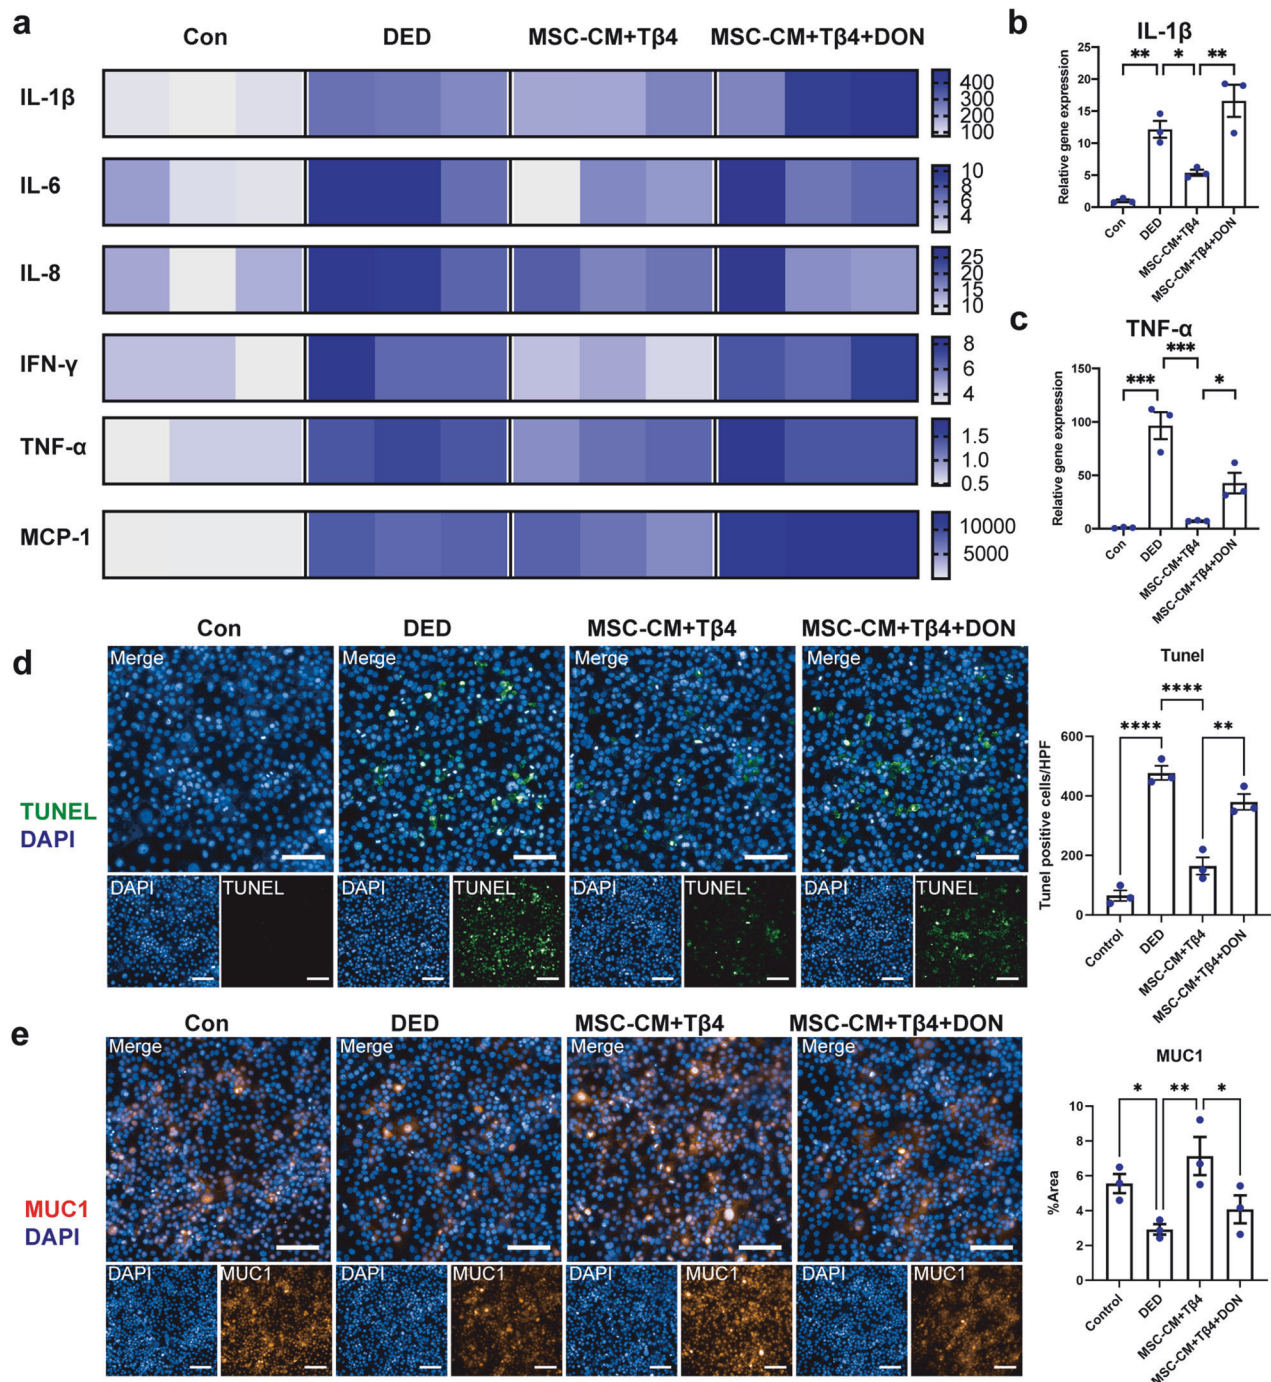 a
Con DED MSC-CM+Tβ4 MSC-CM+Tβ4+DON
IL-1β
400
300
200
100
IL-6
10
8
6
4
IL-8
25
20
15
10
IFN-γ
8
6
4
TNF-α
1.5
1.0
0.5
MCP-1
10000
5000
b
IL-1β
** * **
Relative gene expression
25
20
15
10
5
0
Con DED MSC-CM+Tβ4 MSC-CM+Tβ4+DON
c
TNF-α
***
*** *
Relative gene expression
150
100
50
0
Con DED MSC-CM+Tβ4 MSC-CM+Tβ4+DON
d
Con DED MSC-CM+Tβ4 MSC-CM+Tβ4+DON
Merge Merge Merge Merge
TUNEL
DAPI
DAPI TUNEL DAPI TUNEL DAPI TUNEL DAPI TUNEL
Tunel
****
**** **
Tunel positive cells/HPF
600
400
200
0
Control DED MSC-CM+Tβ4 MSC-CM+Tβ4+DON
e
Con DED MSC-CM+Tβ4 MSC-CM+Tβ4+DON
Merge Merge Merge Merge
MUC1
DAPI
DAPI MUC1 DAPI MUC1 DAPI MUC1 DAPI MUC1
MUC1
* ** *
%Area
10
8
6
4
2
0
Control DED MSC-CM+Tβ4 MSC-CM+Tβ4+DON